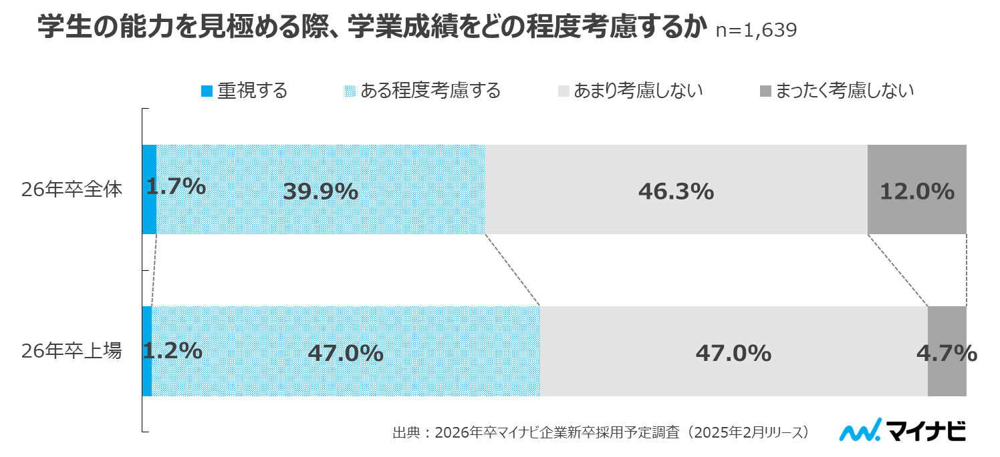 学生の能力を見極める際、学業成績をどの程度考慮するか n=1,639
重視する ある程度考慮する あまり考慮しない まったく考慮しない
26年卒全体 1.7% 39.9% 46.3% 12.0%
26年卒上場 1.2% 47.0% 47.0% 4.7%
出典：2026年卒マイナビ企業新卒採用予定調査（2025年2月リリース）
マイナビ